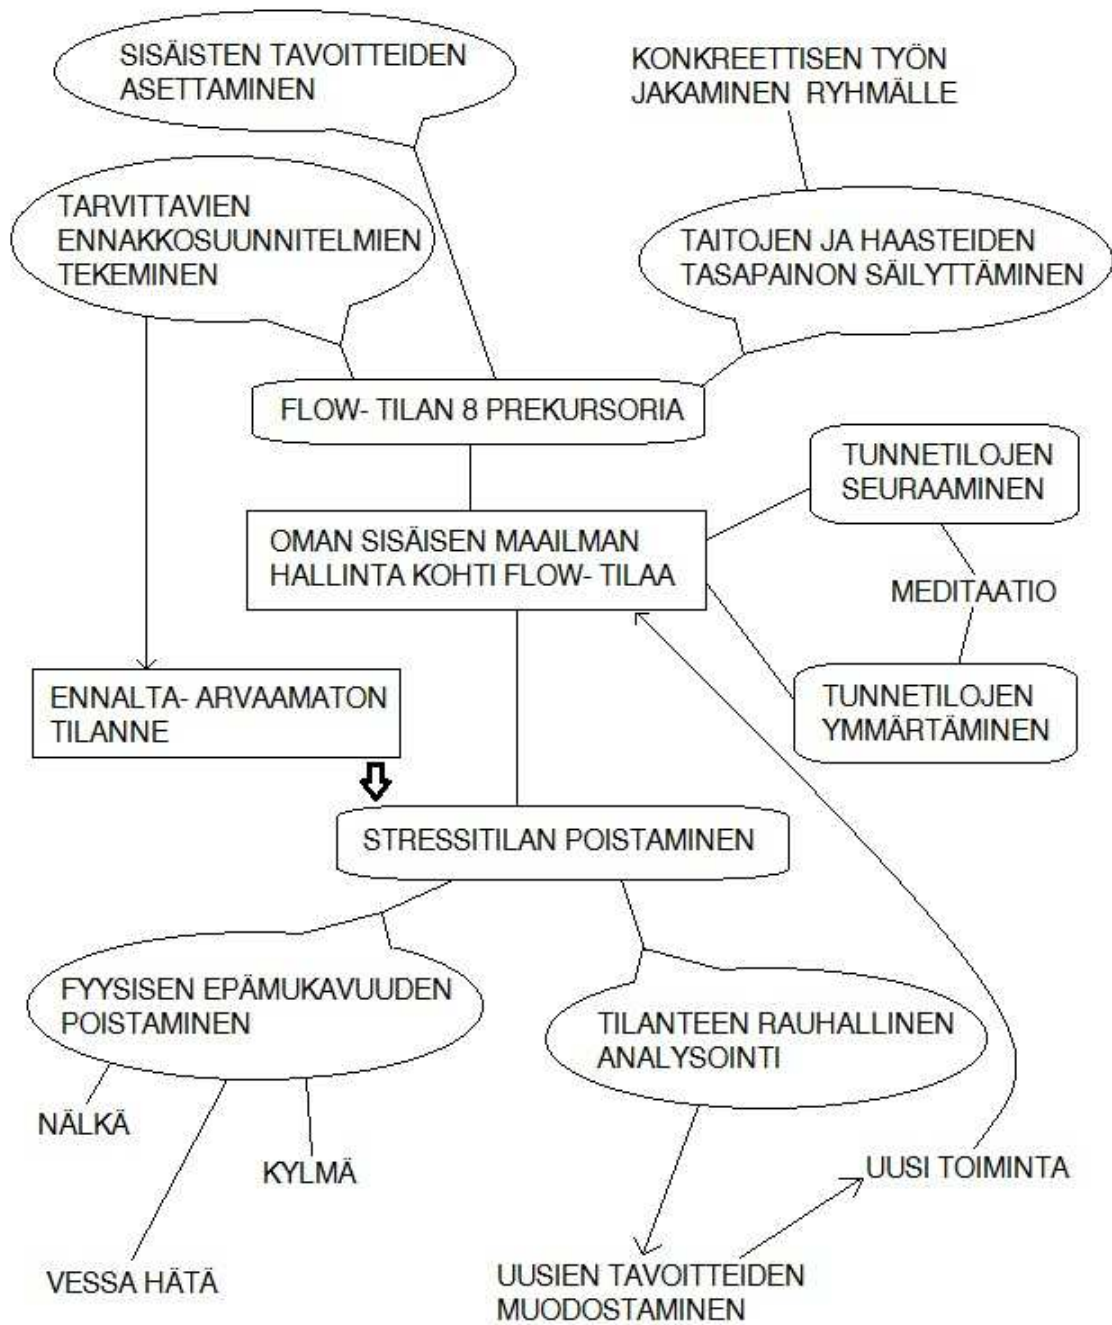 SISÄISTEN TAVOITTEIDEN
ASETTAMINEN
KONKREETTISEN TYÖN
JAKAMINEN RYHMÄLLE
TARVITTAVIEN
ENNAKKOSUUNNITELMIEN
TEKEMINEN
TAITOJEN JA HAASTEIDEN
TASAPAINON SÄILYTTÄMINEN
FLOW- TILAN 8 PREKURSORIA
TUNNETILOJEN
SEURAAMINEN
OMAN SISÄISEN MAAILMAN
HALLINTA KOHTI FLOW- TILAA
MEDITAATIO
ENNALTA- ARVAAMATON
TILANNE
TUNNETILOJEN
YMMÄRTÄMINEN
STRESSITILAN POISTAMINEN
FYYSISEN EPÄMUKAVUUDEN
POISTAMINEN
TILANTEEN RAUHALLINEN
ANALYSOINTI
NÄLKÄ
KYLMÄ
UUSI TOIMINTA
VESSA HÄTÄ
UUSIEN TAVOITTEIDEN
MUODOSTAMINEN